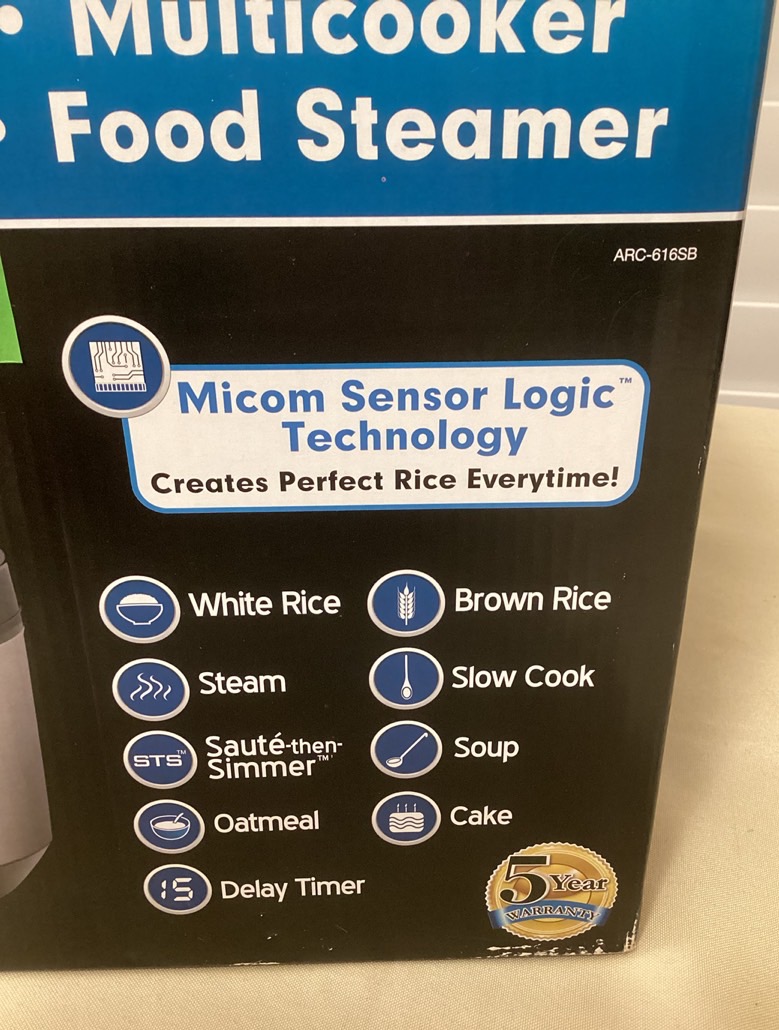 • Multicooker
• Food Steamer
ARC-616SB
Micom Sensor Logic™
Technology
Creates Perfect Rice Everytime!
White Rice
Brown Rice
Steam
Slow Cook
STS™
Sauté-then-
Simmer™
Soup
Oatmeal
Cake
15
Delay Timer
5 Year
WARRANTY